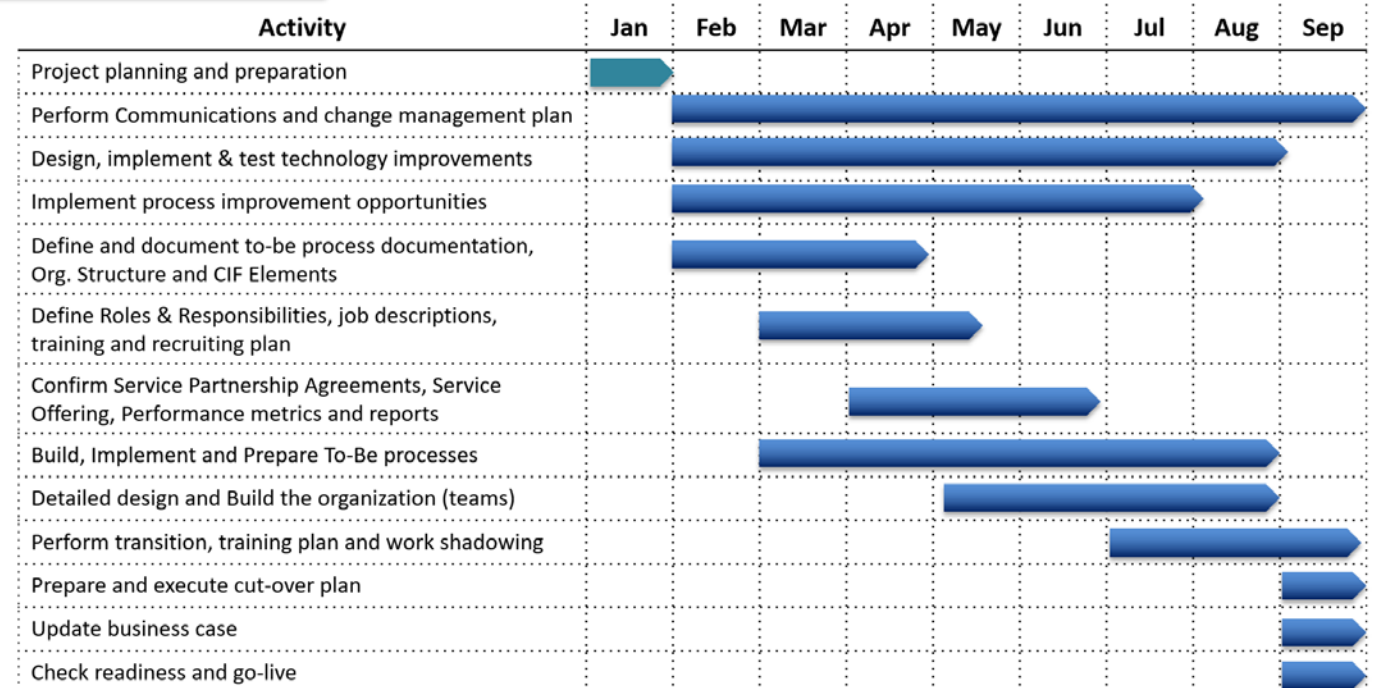 Activity Jan Feb Mar Apr May Jun Jul Aug Sep
Project planning and preparation
Perform Communications and change management plan
Design, implement & test technology improvements
Implement process improvement opportunities
Define and document to-be process documentation,
Org. Structure and CIF Elements
Define Roles & Responsibilities, job descriptions,
training and recruiting plan
Confirm Service Partnership Agreements, Service
Offering, Performance metrics and reports
Build, Implement and Prepare To-Be processes
Detailed design and Build the organization (teams)
Perform transition, training plan and work shadowing
Prepare and execute cut-over plan
Update business case
Check readiness and go-live